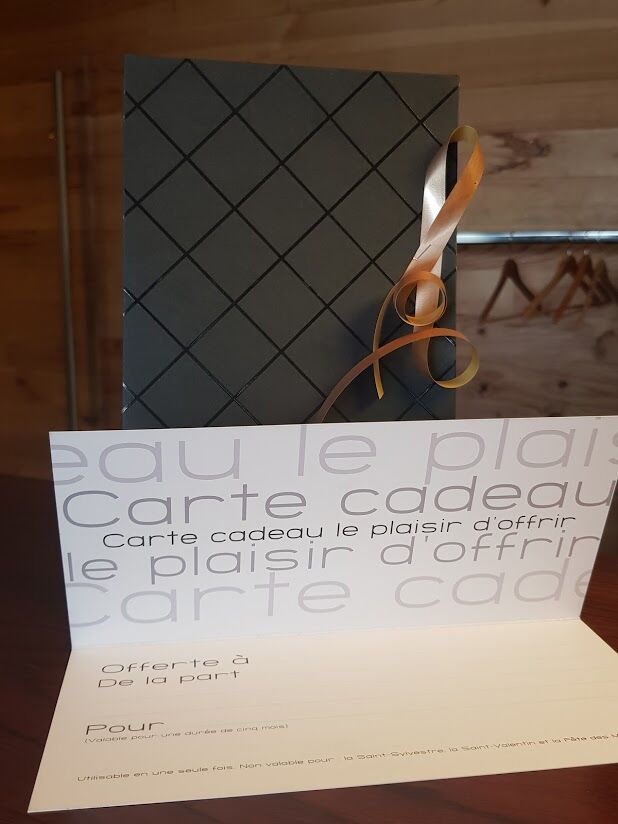 eau le plais
Carte cadeau
Carte cadeau le plaisir d'offrir
le plaisir d'offrir
Carte cade
Offerte à
De la part
Pour
(Valable pour une durée de cinq mois)
Utilisable en une seule fois. Non valable pour : la Saint-Sylvestre, la Saint-Valentin et la Fête des M